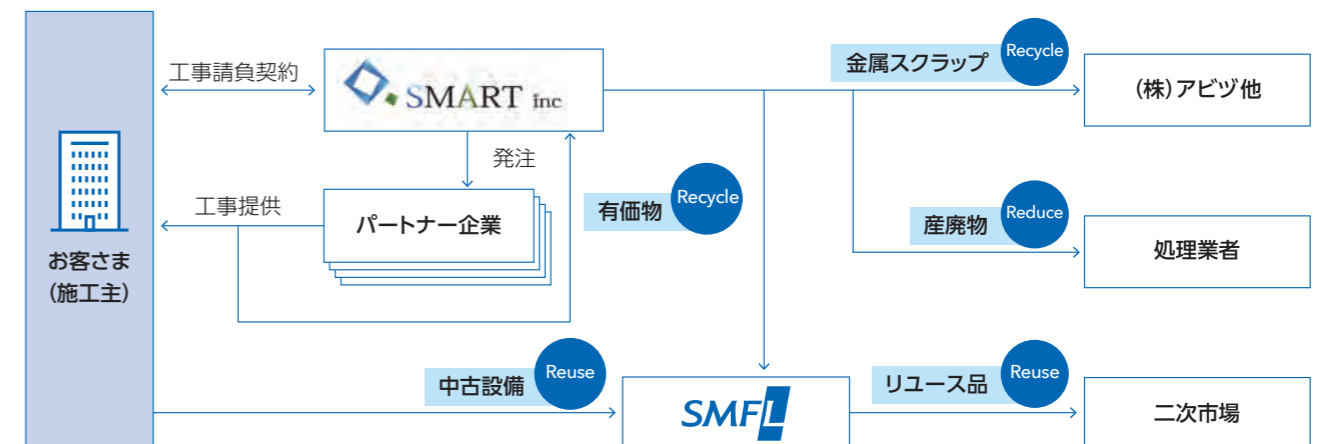 工事請負契約
SMART inc
金属スクラップ
Recycle
(株)アビヅ他
発注
工事提供
パートナー企業
有価物
Recycle
産廃物
Reduce
処理業者
お客さま
(施工主)
中古設備
Reuse
SMFL
リユース品
Reuse
二次市場